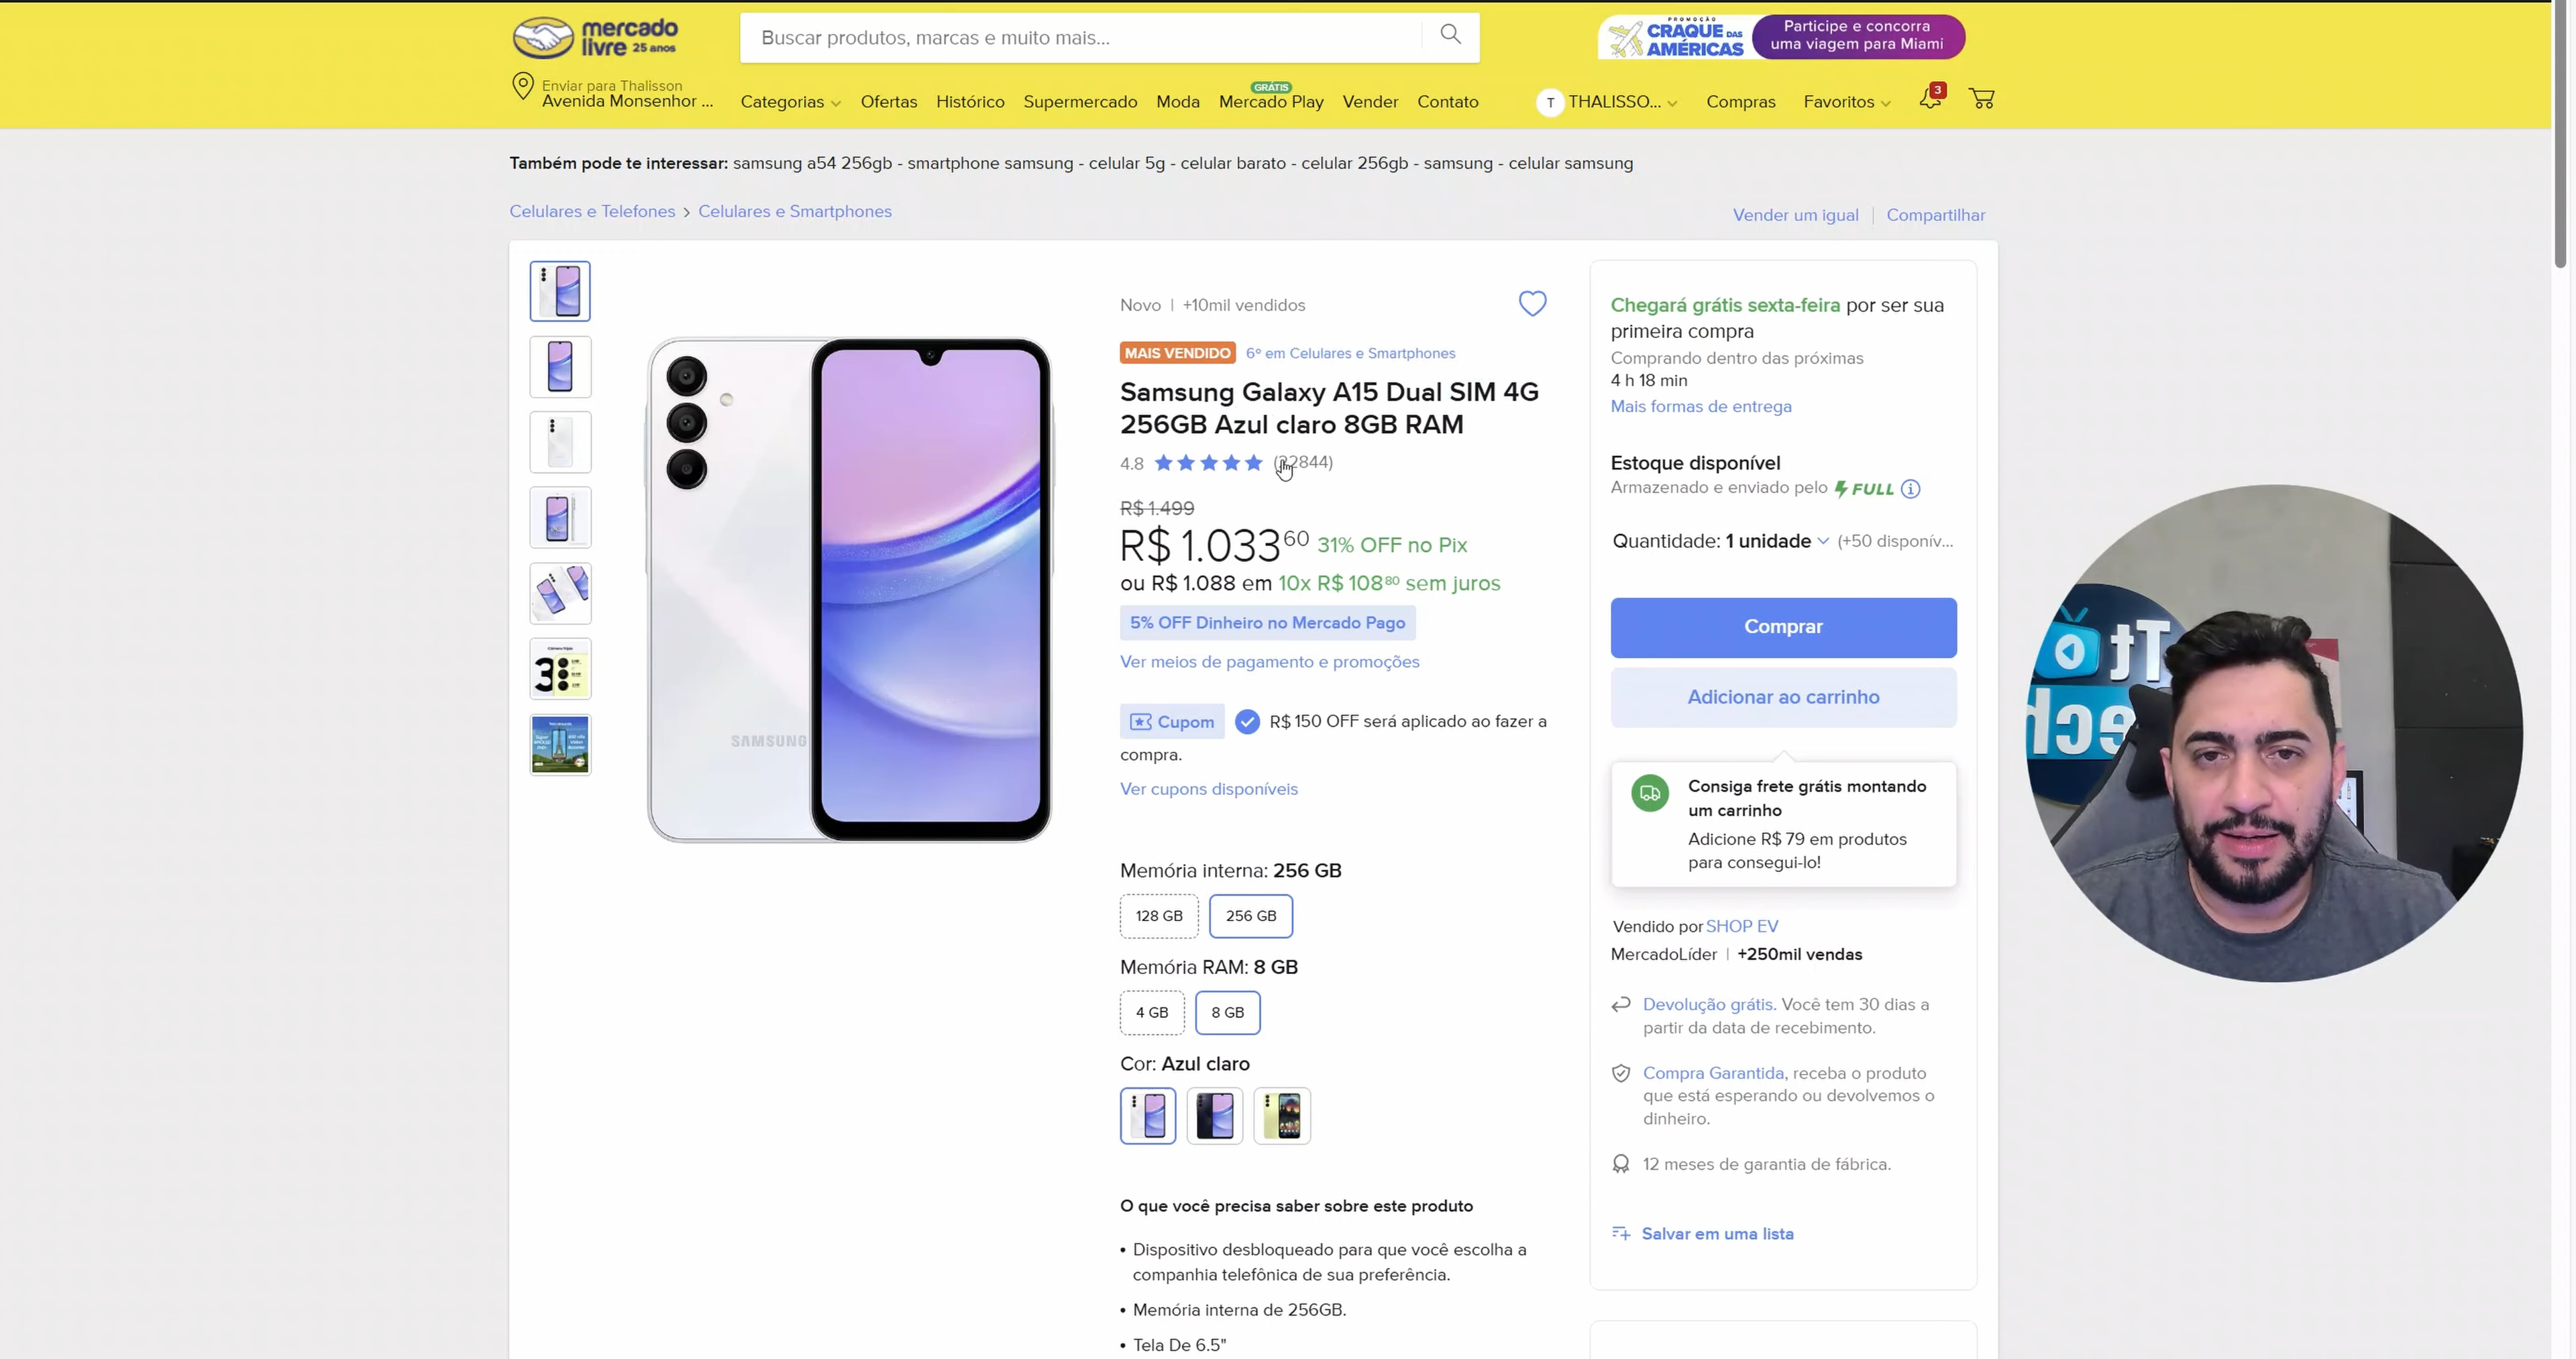 mercado
livre 25 anos
Buscar produtos, marcas e muito mais...
PROMOÇÃO
CRAQUE DAS
AMÉRICAS
Participe e concorra
uma viagem para Miami
Enviar para Thalisson
Avenida Monsenhor ...
Categorias
Ofertas
Histórico
Supermercado
Moda
GRÁTIS
Mercado Play
Vender
Contato
T
THALISSO...
Compras
Favoritos
3
Também pode te interessar: samsung a54 256gb - smartphone samsung - celular 5g - celular barato - celular 256gb - samsung - celular samsung
Celulares e Telefones > Celulares e Smartphones
Vender um igual | Compartilhar
Novo | +10mil vendidos
MAIS VENDIDO 6º em Celulares e Smartphones
Samsung Galaxy A15 Dual SIM 4G
256GB Azul claro 8GB RAM
4.8
R$ 1.499
R$ 1.033 60 31% OFF no Pix
ou R$ 1.088 em 10x R$ 108 80 sem juros
5% OFF Dinheiro no Mercado Pago
Ver meios de pagamento e promoções
Cupom R$ 150 OFF será aplicado ao fazer a
compra.
Ver cupons disponíveis
SAMSUNG
Memória interna: 256 GB
128 GB
256 GB
Memória RAM: 8 GB
4 GB
8 GB
Cor: Azul claro
O que você precisa saber sobre este produto
• Dispositivo desbloqueado para que você escolha a
companhia telefônica de sua preferência.
• Memória interna de 256GB.
• Tela De 6.5"
Chegará grátis sexta-feira por ser sua
primeira compra
Comprando dentro das próximas
4 h 18 min
Mais formas de entrega
Estoque disponível
Armazenado e enviado pelo FULL
Quantidade: 1 unidade (+50 disponív...
Comprar
Adicionar ao carrinho
Consiga frete grátis montando
um carrinho
Adicione R$ 79 em produtos
para consegui-lo!
Vendido por SHOP EV
MercadoLíder | +250mil vendas
Devolução grátis. Você tem 30 dias a
partir da data de recebimento.
Compra Garantida, receba o produto
que está esperando ou devolvemos o
dinheiro.
12 meses de garantia de fábrica.
Salvar em uma lista